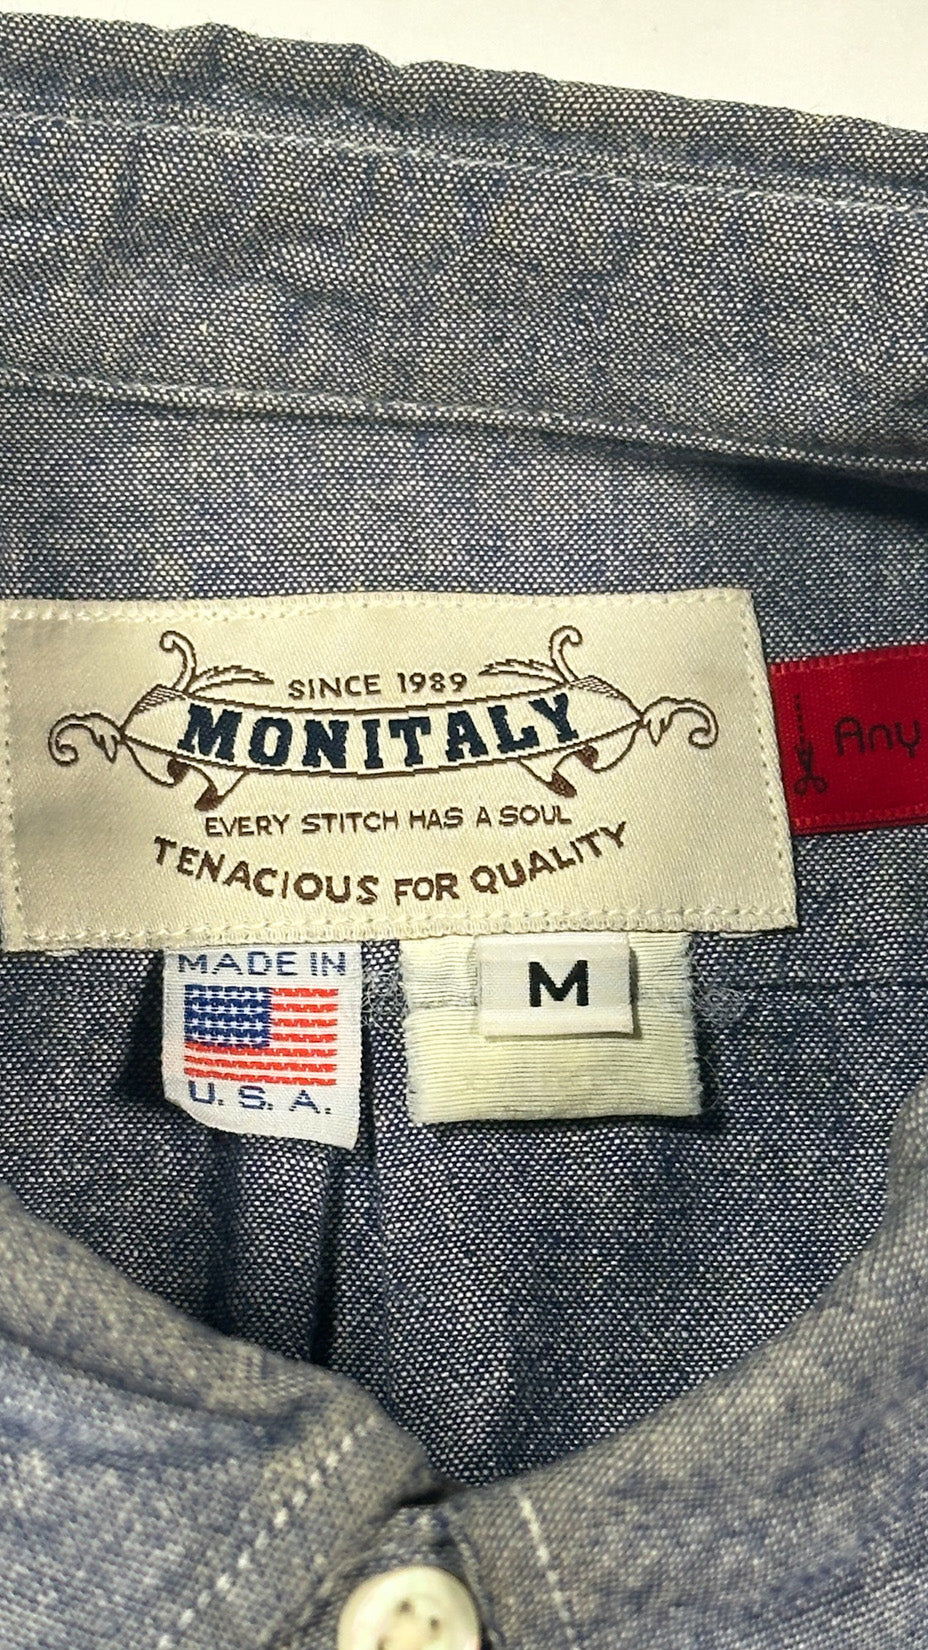 SINCE 1989
MONITALY
EVERY STITCH HAS A SOUL
TENACIOUS FOR QUALITY
Any
MADE IN
U.S.A.
M